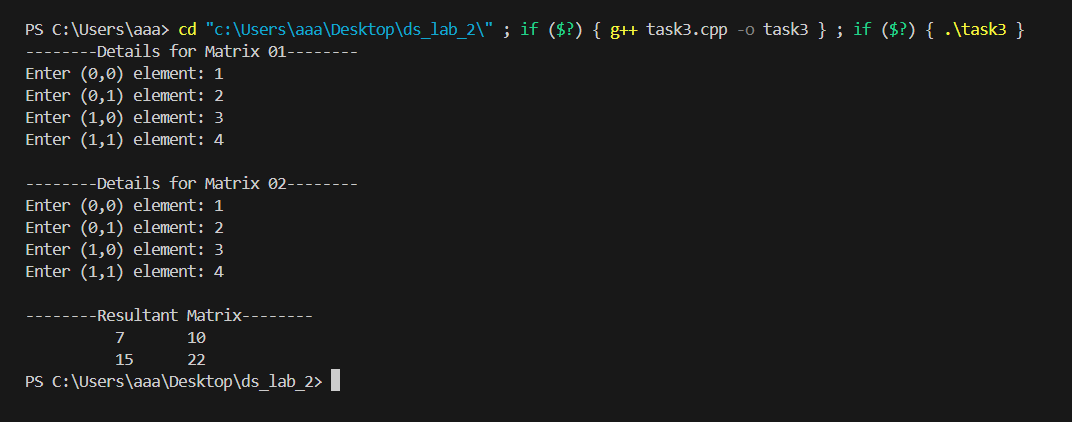 PS C:\Users\aaa> cd "c:\Users\aaa\Desktop\ds_lab_2\" ; if ($?) { g++ task3.cpp -o task3 } ; if ($?) { .\task3 }
--------Details for Matrix 01--------
Enter (0,0) element: 1
Enter (0,1) element: 2
Enter (1,0) element: 3
Enter (1,1) element: 4

--------Details for Matrix 02--------
Enter (0,0) element: 1
Enter (0,1) element: 2
Enter (1,0) element: 3
Enter (1,1) element: 4

--------Resultant Matrix--------
          7       10
          15      22
PS C:\Users\aaa\Desktop\ds_lab_2>